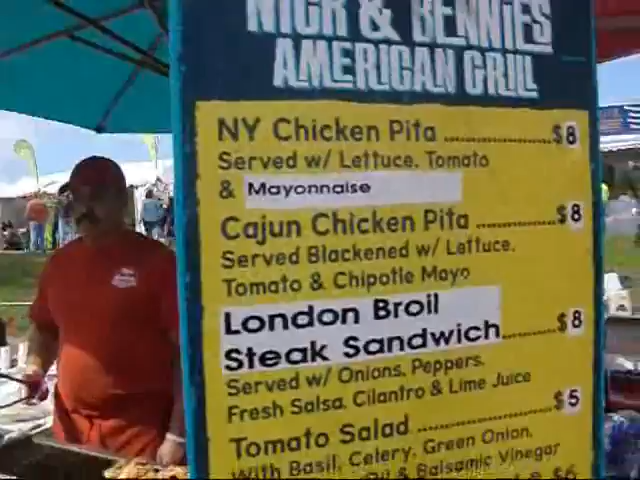 NICK & BENNIES
AMERICAN GRILL
NY Chicken Pita ..................$8
Served w/ Lettuce, Tomato
& Mayonnaise
Cajun Chicken Pita .............$8
Served Blackened w/ Lettuce,
Tomato & Chipotle Mayo
London Broil
Steak Sandwich.........$8
Served w/ Onions, Peppers,
Fresh Salsa, Cilantro & Lime Juice
Tomato Salad .......................$5
With Basil, Celery, Green Onion,
Oil & Balsamic Vinegar
$6